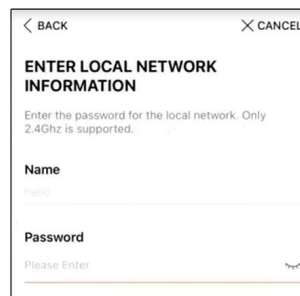 BACK
CANCEL
ENTER LOCAL NETWORK
INFORMATION
Enter the password for the local network. Only
2.4Ghz is supported.
Name
hello
Password
Please Enter